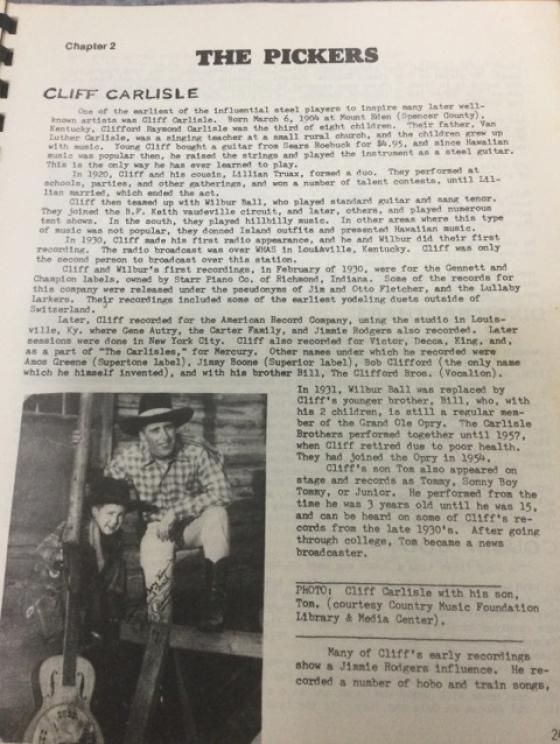 Chapter 2
THE PICKERS
CLIFF CARLISLE
One of the earliest of the influential steel players to inspire many later well-
known artists was Cliff Carlisle. Born March 6, 1904 at Mount Eden (Spencer County),
Kentucky, Clifford Raymond Carlisle was the third of eight children. Their father, Van
Luther Carlisle, was a singing teacher at a small rural church, and the children grew up
with music. Young Cliff bought a guitar from Sears Roebuck for $4.95, and since Hawaiian
music was popular then, he raised the strings and played the instrument as a steel guitar.
This is the only way he has ever learned to play.
In 1920, Cliff and his cousin, Lillian Truax, formed a duo. They performed at
schools, parties, and other gatherings, and won a number of talent contests, until Lil-
lian married, which ended the act.
Cliff then teamed up with Wilbur Ball, who played standard guitar and sang tenor.
They joined the B.F. Keith vaudeville circuit, and later, others, and played numerous
tent shows. In the south, they played hillbilly music. In other areas where this type
of music was not popular, they donned Island outfits and presented Hawaiian music.
In 1930, Cliff made his first radio appearance, and he and Wilbur did their first
recording. The radio broadcast was over WHAS in Louisville, Kentucky. Cliff was only
the second person to broadcast over this station.
Cliff and Wilbur's first recordings, in February of 1930, were for the Gennett and
Champion labels, owned by Starr Piano Co. of Richmond, Indiana. Some of the records for
this company were released under the pseudonyms of Jim and Otto Fletcher, and the Lullaby
Larkers. Their recordings included some of the earliest yodeling duets outside of
Switzerland.
Later, Cliff recorded for the American Record Company, using the studio in Louis-
ville, Ky. where Gene Autry, the Carter Family, and Jimmie Rodgers also recorded. Later
sessions were done in New York City. Cliff also recorded for Victor, Decca, King, and,
as a part of "The Carlisles," for Mercury. Other names under which he recorded were
Amos Greene (Supertone label), Jimmy Boone (Superior label), Bob Clifford (the only name
which he himself invented), and with his brother Bill, The Clifford Bros. (Vocalion).
In 1931, Wilbur Ball was replaced by
Cliff's younger brother, Bill, who, with
his 2 children, is still a regular mem-
ber of the Grand Ole Opry. The Carlisle
Brothers performed together until 1957,
when Cliff retired due to poor health.
They had joined the Opry in 1954.
Cliff's son Tom also appeared on
stage and records as Tommy, Sonny Boy
Tommy, or Junior. He performed from the
time he was 3 years old until he was 15,
and can be heard on some of Cliff's re-
cords from the late 1930's. After going
through college, Tom became a news
broadcaster.
PHOTO: Cliff Carlisle with his son,
Tom. (courtesy Country Music Foundation
Library & Media Center).
Many of Cliff's early recordings
show a Jimmie Rodgers influence. He re-
corded a number of hobo and train songs,